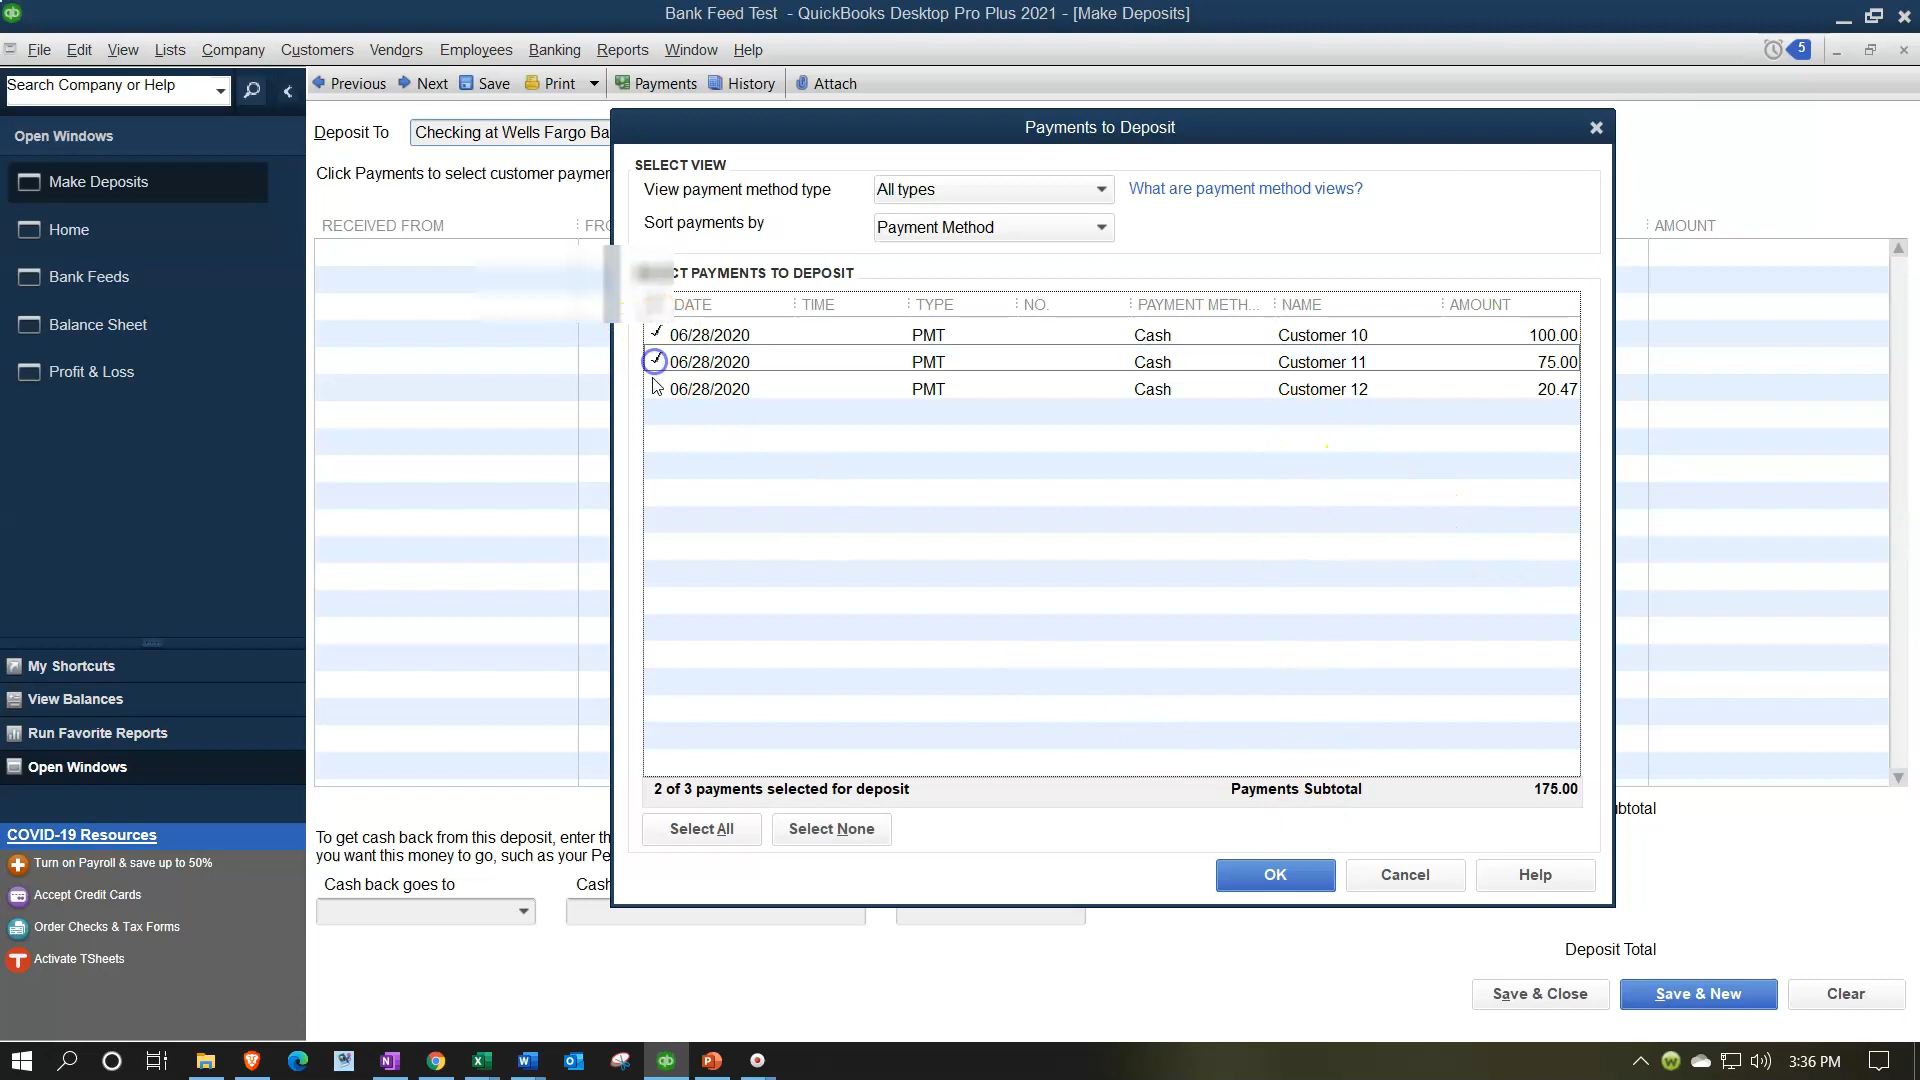 Bank Feed Test - QuickBooks Desktop Pro Plus 2021 - [Make Deposits]
File Edit View Lists Company Customers Vendors Employees Banking Reports Window Help 5
Search Company or Help
Previous Next Save Print Payments History Attach
Open Windows
Make Deposits
Home
Bank Feeds
Balance Sheet
Profit & Loss
My Shortcuts
View Balances
Run Favorite Reports
Open Windows
COVID-19 Resources
Turn on Payroll & save up to 50%
Accept Credit Cards
Order Checks & Tax Forms
Activate TSheets
Deposit To Checking at Wells Fargo Ba
Click Payments to select customer paymen
RECEIVED FROM FRO AMOUNT
Payments to Deposit
SELECT VIEW
View payment method type All types What are payment method views?
Sort payments by Payment Method
CT PAYMENTS TO DEPOSIT
DATE TIME TYPE NO. PAYMENT METH... NAME AMOUNT
06/28/2020 PMT Cash Customer 10 100.00
06/28/2020 PMT Cash Customer 11 75.00
06/28/2020 PMT Cash Customer 12 20.47
2 of 3 payments selected for deposit Payments Subtotal 175.00
Select All Select None
OK Cancel Help
btotal
To get cash back from this deposit, enter th
you want this money to go, such as your Pe
Cash back goes to Cash
Deposit Total
Save & Close Save & New Clear
3:36 PM